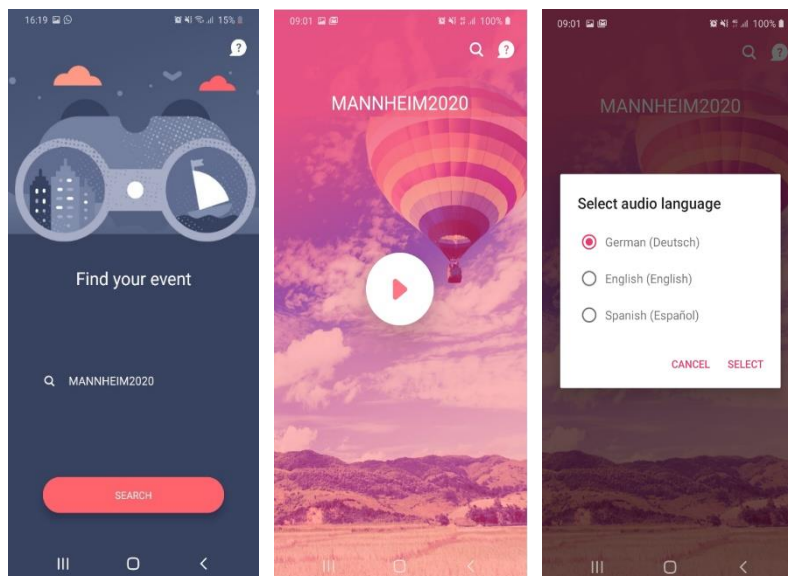 16:19 15%
?
Find your event
MANNHEIM2020
SEARCH
09:01 100%
?
MANNHEIM2020
09:01 100%
?
MANNHEIM2020
Select audio language
German (Deutsch)
English (English)
Spanish (Español)
CANCEL SELECT